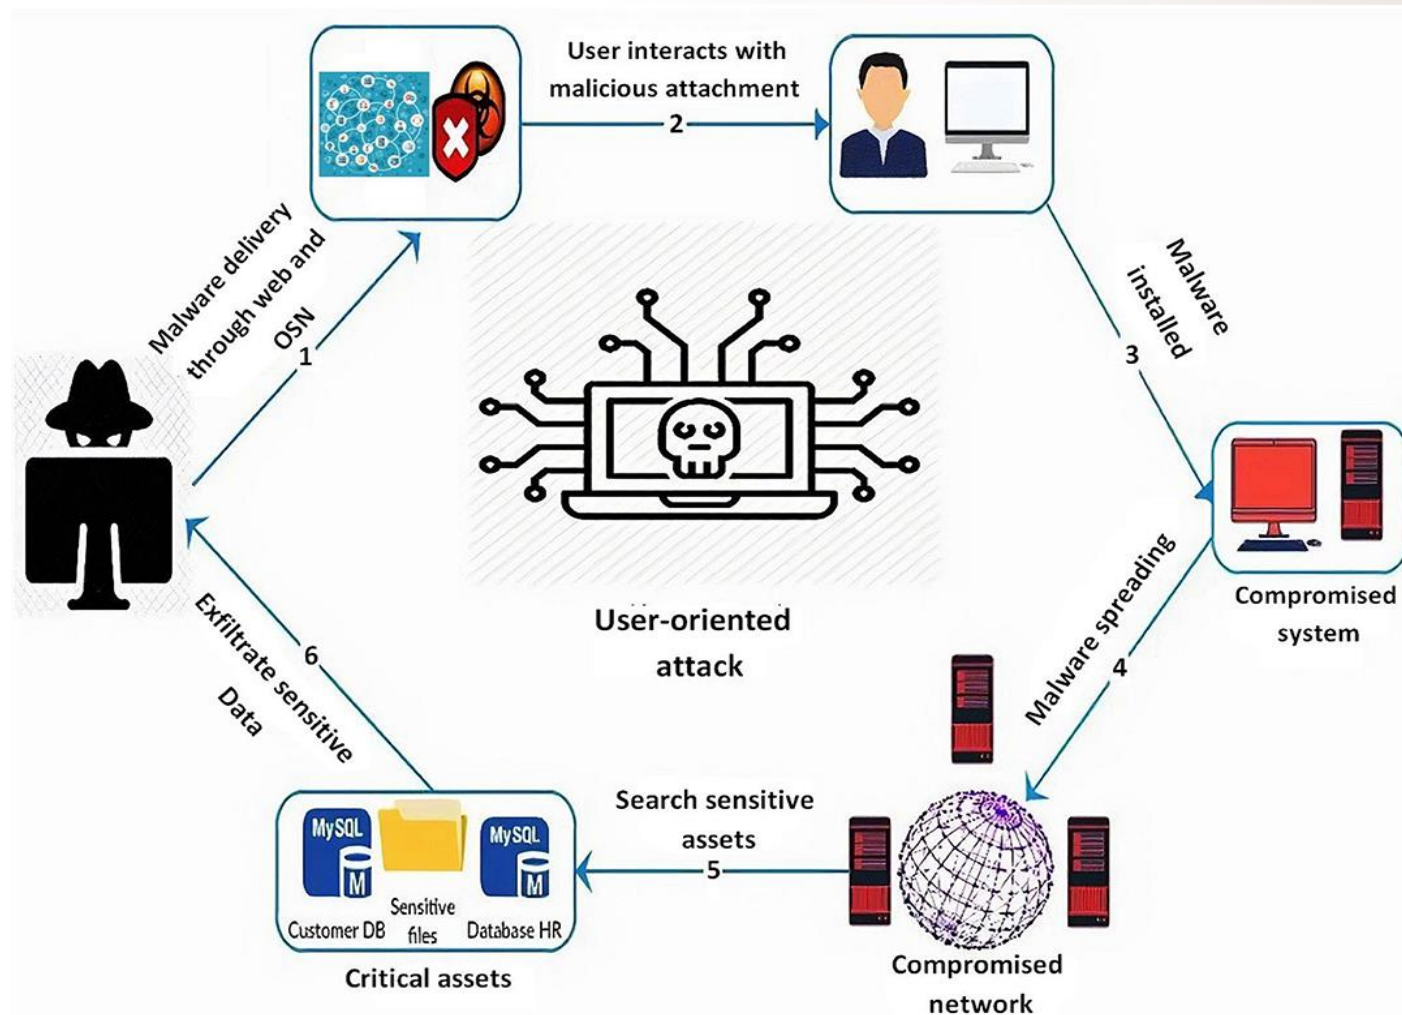 User interacts with
malicious attachment
2
Malware delivery
through web and
OSN
1
Malware
installed
3
Compromised
system
Malware spreading
4
User-oriented
attack
Exfiltrate sensitive
Data
6
Search sensitive
assets
5
MySQL
M
Customer DB
Sensitive
files
MySQL
M
Database HR
Critical assets
Compromised
network